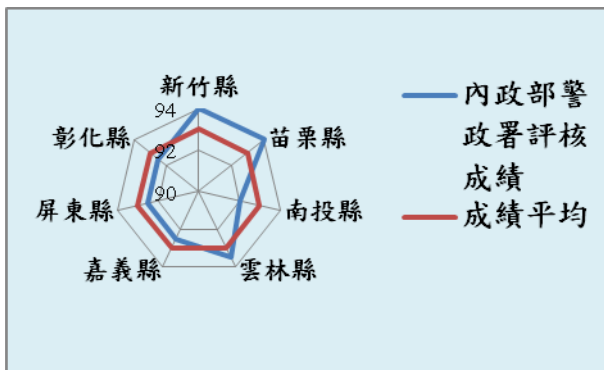 新竹縣
94
彰化縣
苗栗縣
92
90
屏東縣
南投縣
嘉義縣
雲林縣
內政部警
政署評核
成績
成績平均